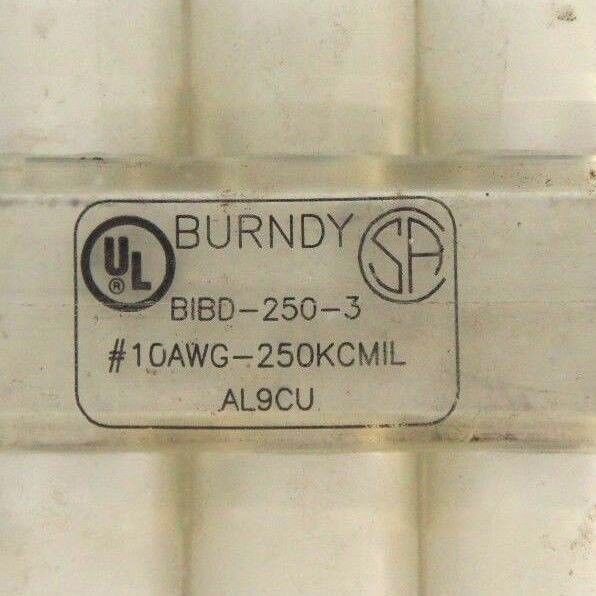 UL® BURNDY SA
BIBD-250-3
#10AWG-250KCMIL
AL9CU